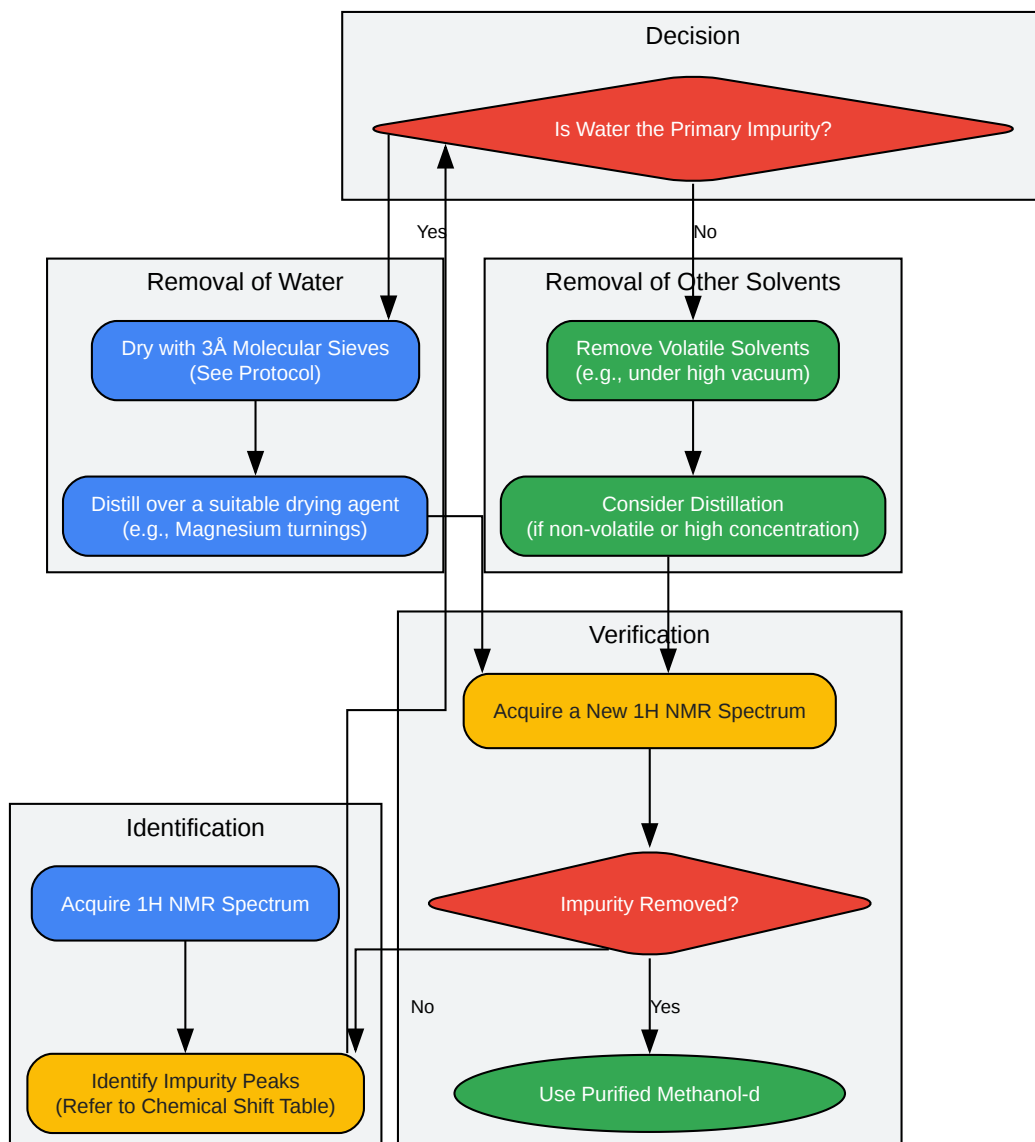 Decision
Is Water the Primary Impurity?
Yes
No
Removal of Water
Dry with 3Å Molecular Sieves
(See Protocol)
Distill over a suitable drying agent
(e.g., Magnesium turnings)
Removal of Other Solvents
Remove Volatile Solvents
(e.g., under high vacuum)
Consider Distillation
(if non-volatile or high concentration)
Verification
Acquire a New 1H NMR Spectrum
Impurity Removed?
No
Yes
Use Purified Methanol-d
Identification
Acquire 1H NMR Spectrum
Identify Impurity Peaks
(Refer to Chemical Shift Table)